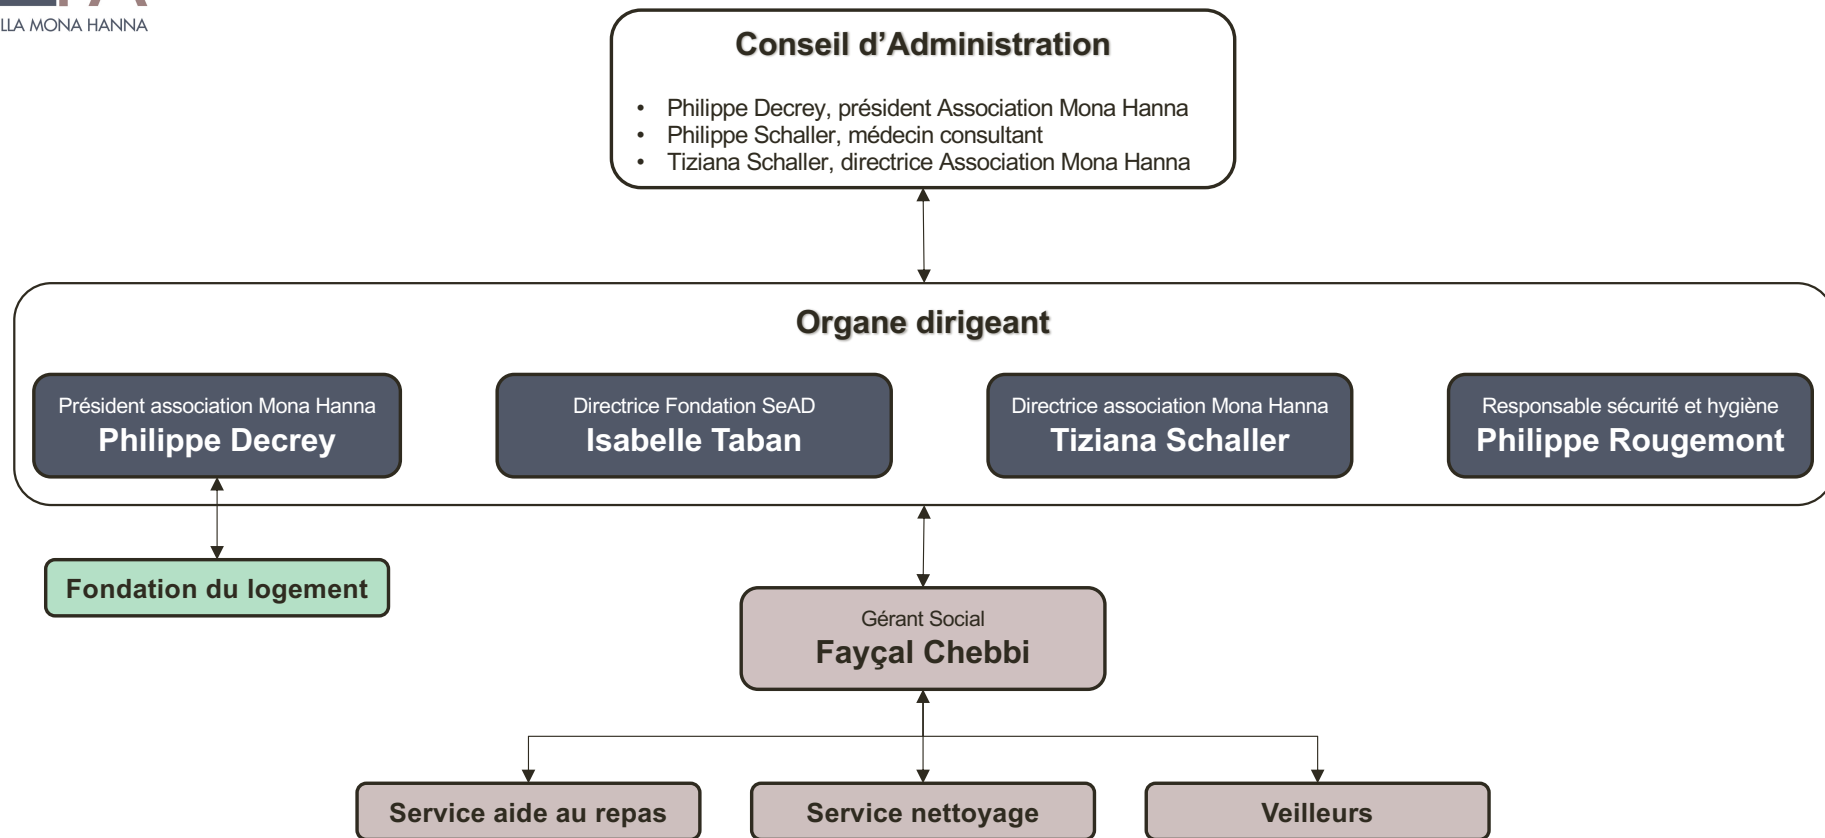 LLA MONA HANNA
Conseil d'Administration
• Philippe Decrey, président Association Mona Hanna
• Philippe Schaller, médecin consultant
• Tiziana Schaller, directrice Association Mona Hanna
Organe dirigeant
Président association Mona Hanna
Philippe Decrey
Directrice Fondation SeAD
Isabelle Taban
Directrice association Mona Hanna
Tiziana Schaller
Responsable sécurité et hygiène
Philippe Rougemont
Fondation du logement
Gérant Social
Fayçal Chebbi
Service aide au repas
Service nettoyage
Veilleurs